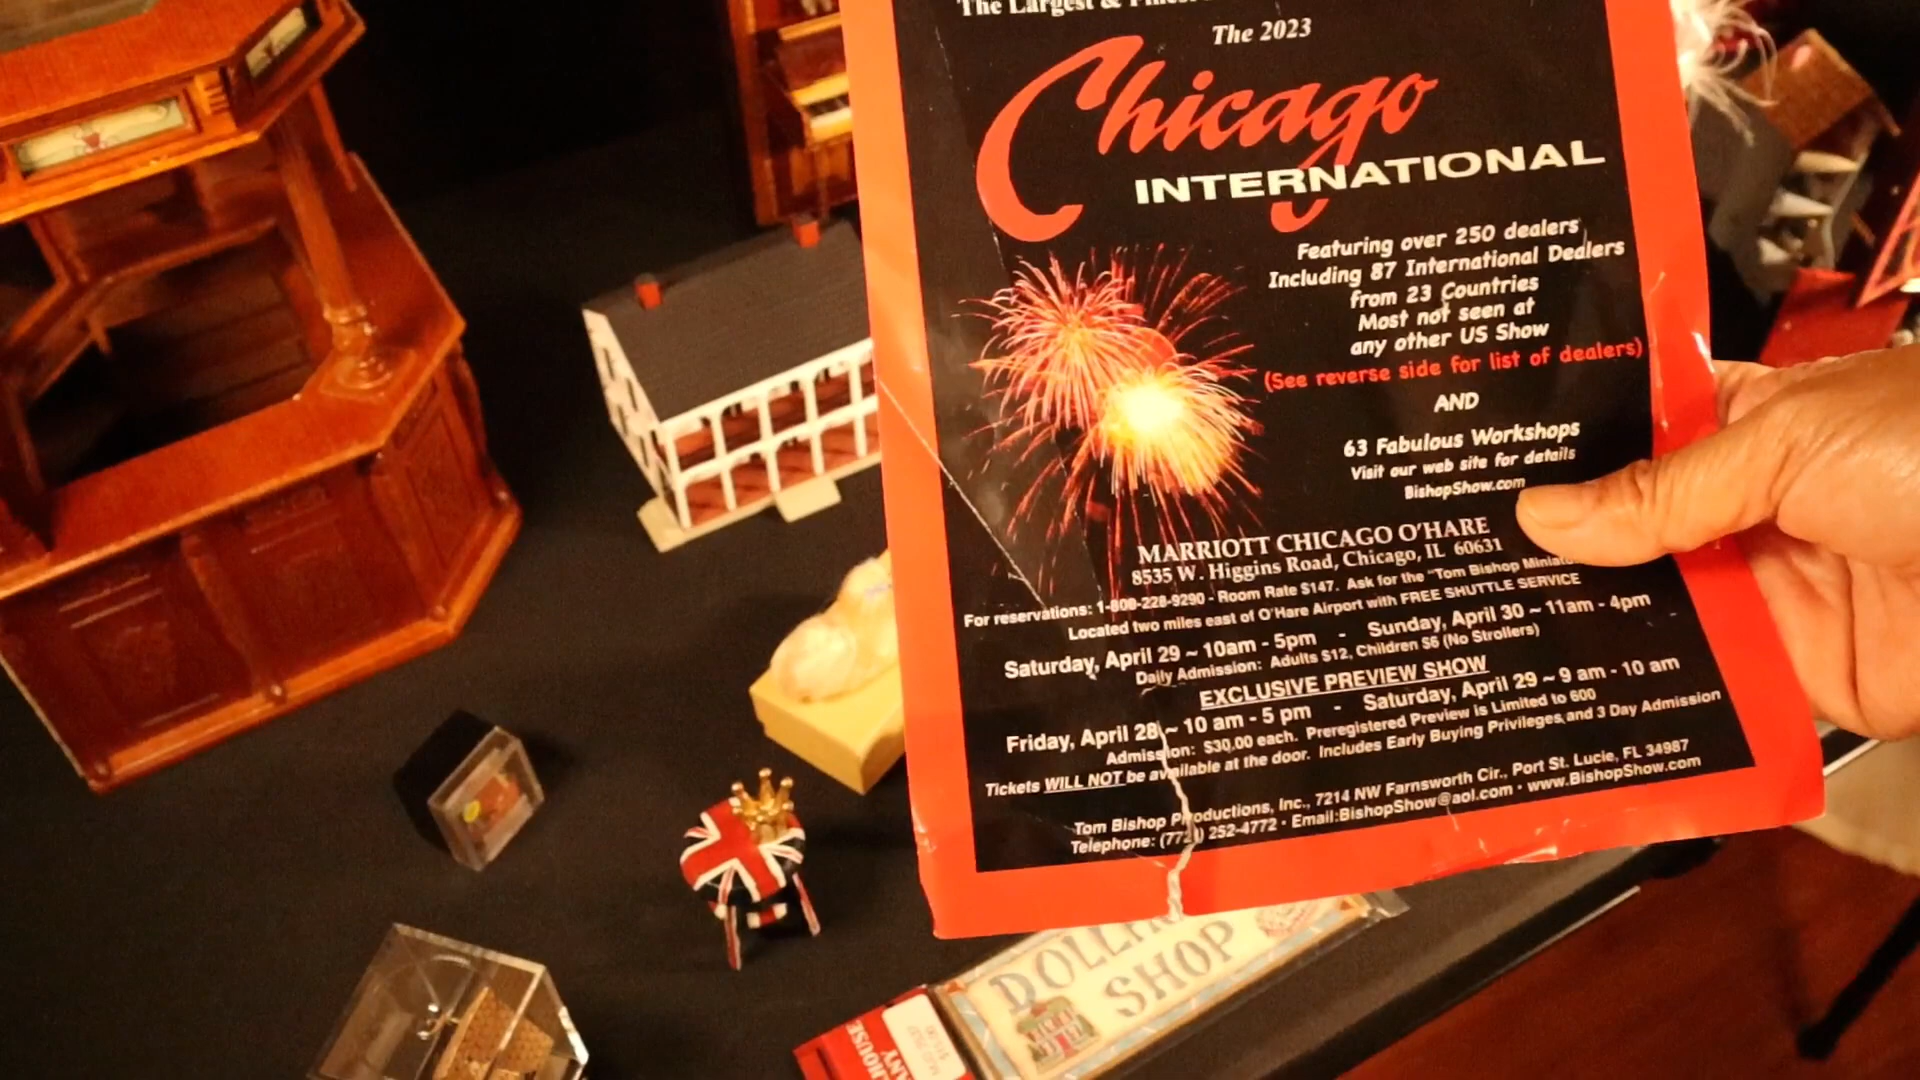 The Largest &
The 2023
Chicago
INTERNATIONAL
Featuring over 250 dealers
Including 87 International Dealers
from 23 Countries
Most not seen at
any other US Show
(See reverse side for list of dealers)
AND
63 Fabulous Workshops
Visit our web site for details
BishopShow.com
MARRIOTT CHICAGO O'HARE
8535 W. Higgins Road, Chicago, IL 60631
For reservations: 1-800-228-9290 - Room Rate $147. Ask for the "Tom Bishop
Located two miles east of O'Hare Airport with FREE SHUTTLE SERVICE
Saturday, April 29 ~ 10am - 5pm - Sunday, April 30 ~ 11am - 4pm
Daily Admission: Adults $12, Children $6 (No Strollers)
EXCLUSIVE PREVIEW SHOW
Friday, April 28 ~ 10 am - 5 pm - Saturday, April 29 ~ 9 am - 10 am
Admission: $30.00 each. Preregistered Preview is Limited to 600
Tickets WILL NOT be available at the door. Includes Early Buying Privileges and 3 Day Admission
Tom Bishop Productions, Inc., 7214 NW Farnsworth Cir., Port St. Lucie, FL 34987
Telephone: (772) 252-4772 • Email:BishopShow@aol.com • www.BishopShow.com
SHOP
HOUSE